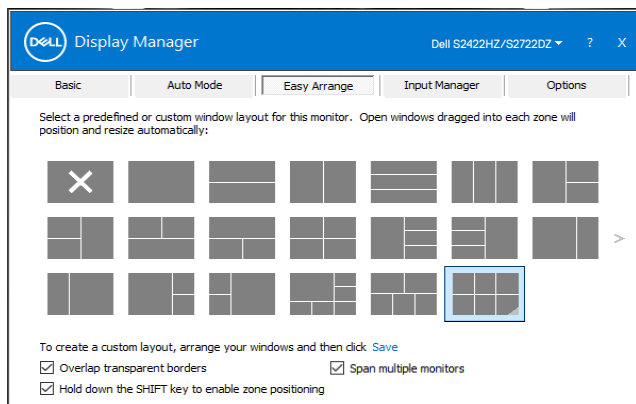 DELL Display Manager Dell S2422HZ/S2722DZ ? X
Basic Auto Mode Easy Arrange Input Manager Options
Select a predefined or custom window layout for this monitor. Open windows dragged into each zone will
position and resize automatically:
>
To create a custom layout, arrange your windows and then click Save
Overlap transparent borders Span multiple monitors
Hold down the SHIFT key to enable zone positioning